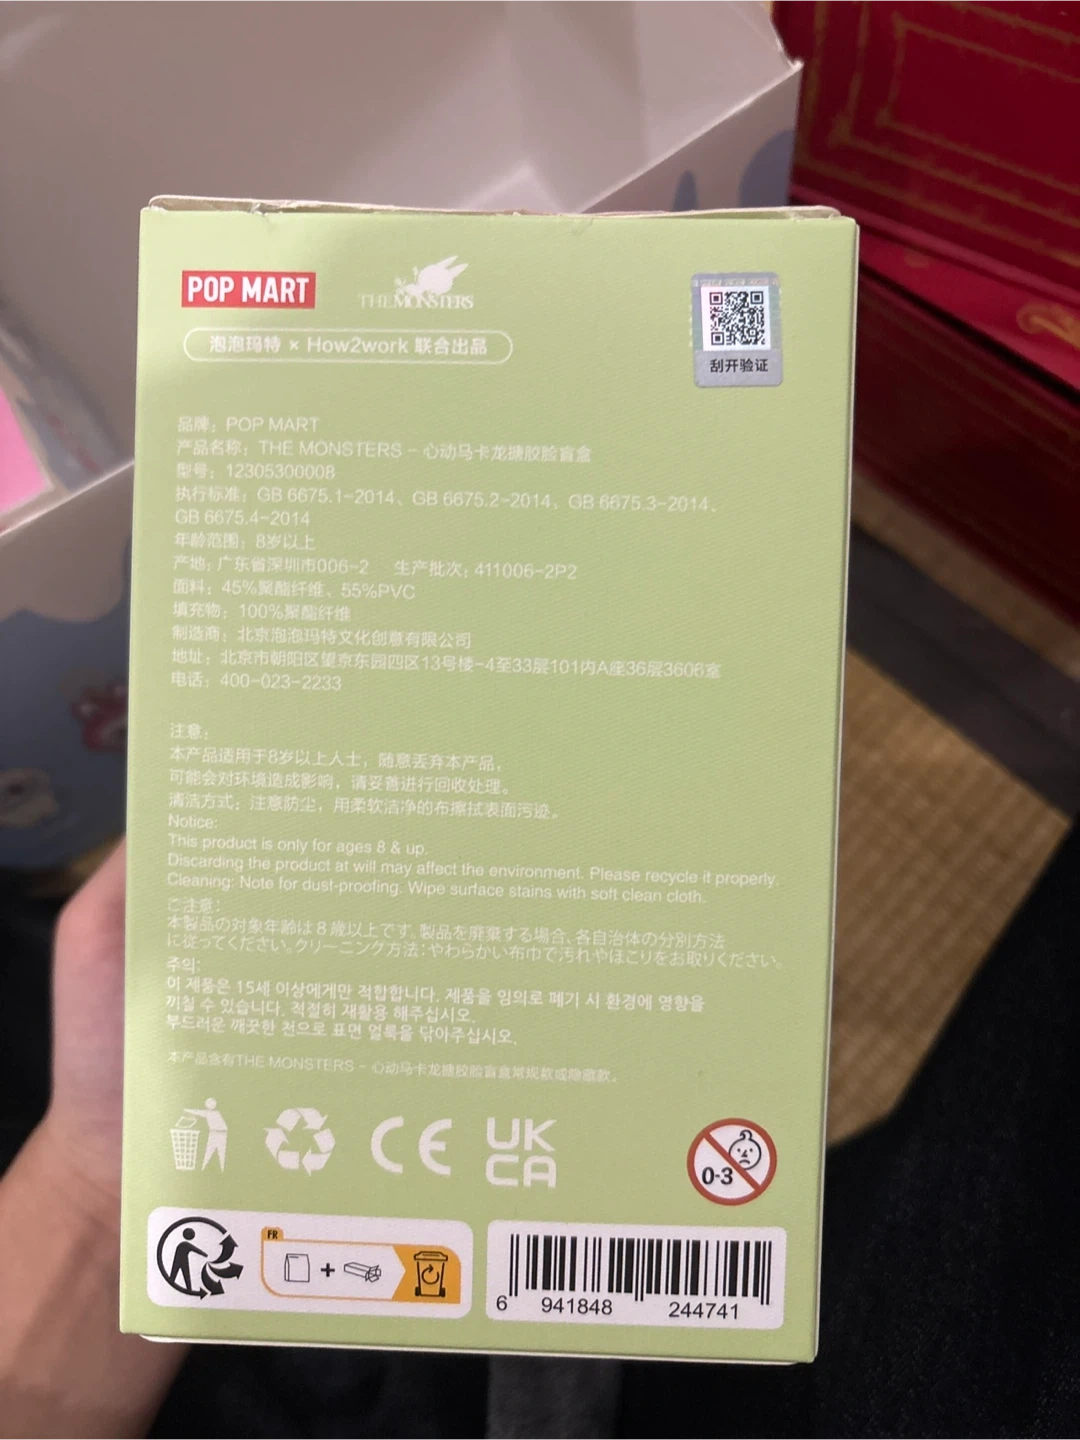 POP MART
THE MONSTERS
泡泡玛特 × How2work 联合出品
刮开验证
品牌：POP MART
产品名称：THE MONSTERS - 心动马卡龙搪胶脸盲盒
型号：12305300008
执行标准：GB 6675.1-2014、GB 6675.2-2014、GB 6675.3-2014、
GB 6675.4-2014
年龄范围：8岁以上
产地：广东省深圳市006-2 生产批次：411006-2P2
面料：45%聚酯纤维、55%PVC
填充物：100%聚酯纤维
制造商：北京泡泡玛特文化创意有限公司
地址：北京市朝阳区望京东园四区13号楼-4至33层101内A座36层3606室
电话：400-023-2233
注意：
本产品适用于8岁以上人士，随意丢弃本产品，
可能会对环境造成影响，请妥善进行回收处理。
清洁方式：注意防尘，用柔软洁净的布擦拭表面污迹。
Notice:
This product is only for ages 8 & up.
Discarding the product at will may affect the environment. Please recycle it properly.
Cleaning: Note for dust-proofing. Wipe surface stains with soft clean cloth.
ご注意：
本製品の対象年齢は8歳以上です。製品を廃棄する場合、各自治体の分別方法
に従ってください。クリーニング方法：やわらかい布巾で汚れやほこりをお取りください。
주의:
이 제품은 15세 이상에게만 적합합니다. 제품을 임의로 폐기 시 환경에 영향을
끼칠 수 있습니다. 적절히 재활용 해주십시오.
부드러운 깨끗한 천으로 표면 얼룩을 닦아주십시오.
本产品含有THE MONSTERS - 心动马卡龙搪胶脸盲盒常规款或隐藏款。
CE
UK
CA
0-3
FR
6 941848 244741